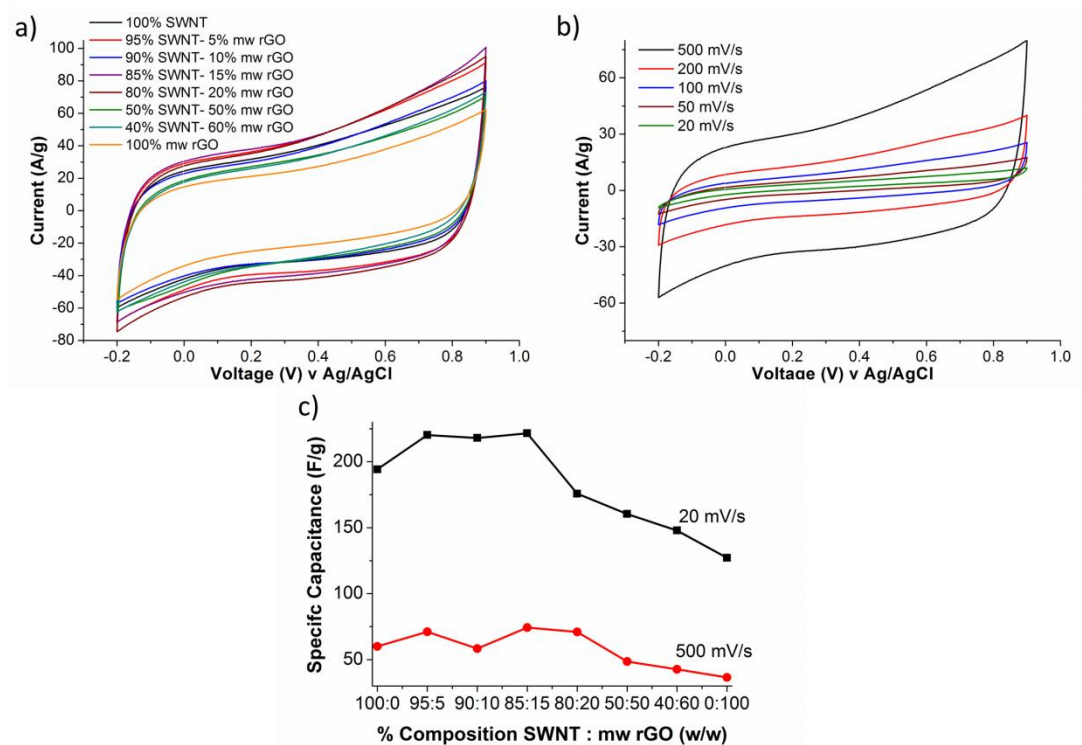 a)
100% SWNT
95% SWNT- 5% mw rGO
90% SWNT- 10% mw rGO
85% SWNT- 15% mw rGO
80% SWNT- 20% mw rGO
50% SWNT- 50% mw rGO
40% SWNT- 60% mw rGO
100% mw rGO
Current (A/g)
100
80
60
40
20
0
-20
-40
-60
-80
-0.2 0.0 0.2 0.4 0.6 0.8 1.0
Voltage (V) v Ag/AgCl
b)
500 mV/s
200 mV/s
100 mV/s
50 mV/s
20 mV/s
Current (A/g)
60
30
0
-30
-60
-0.2 0.0 0.2 0.4 0.6 0.8 1.0
Voltage (V) v Ag/AgCl
c)
Specifc Capacitance (F/g)
200
150
100
50
20 mV/s
500 mV/s
100:0 95:5 90:10 85:15 80:20 50:50 40:60 0:100
% Composition SWNT : mw rGO (w/w)